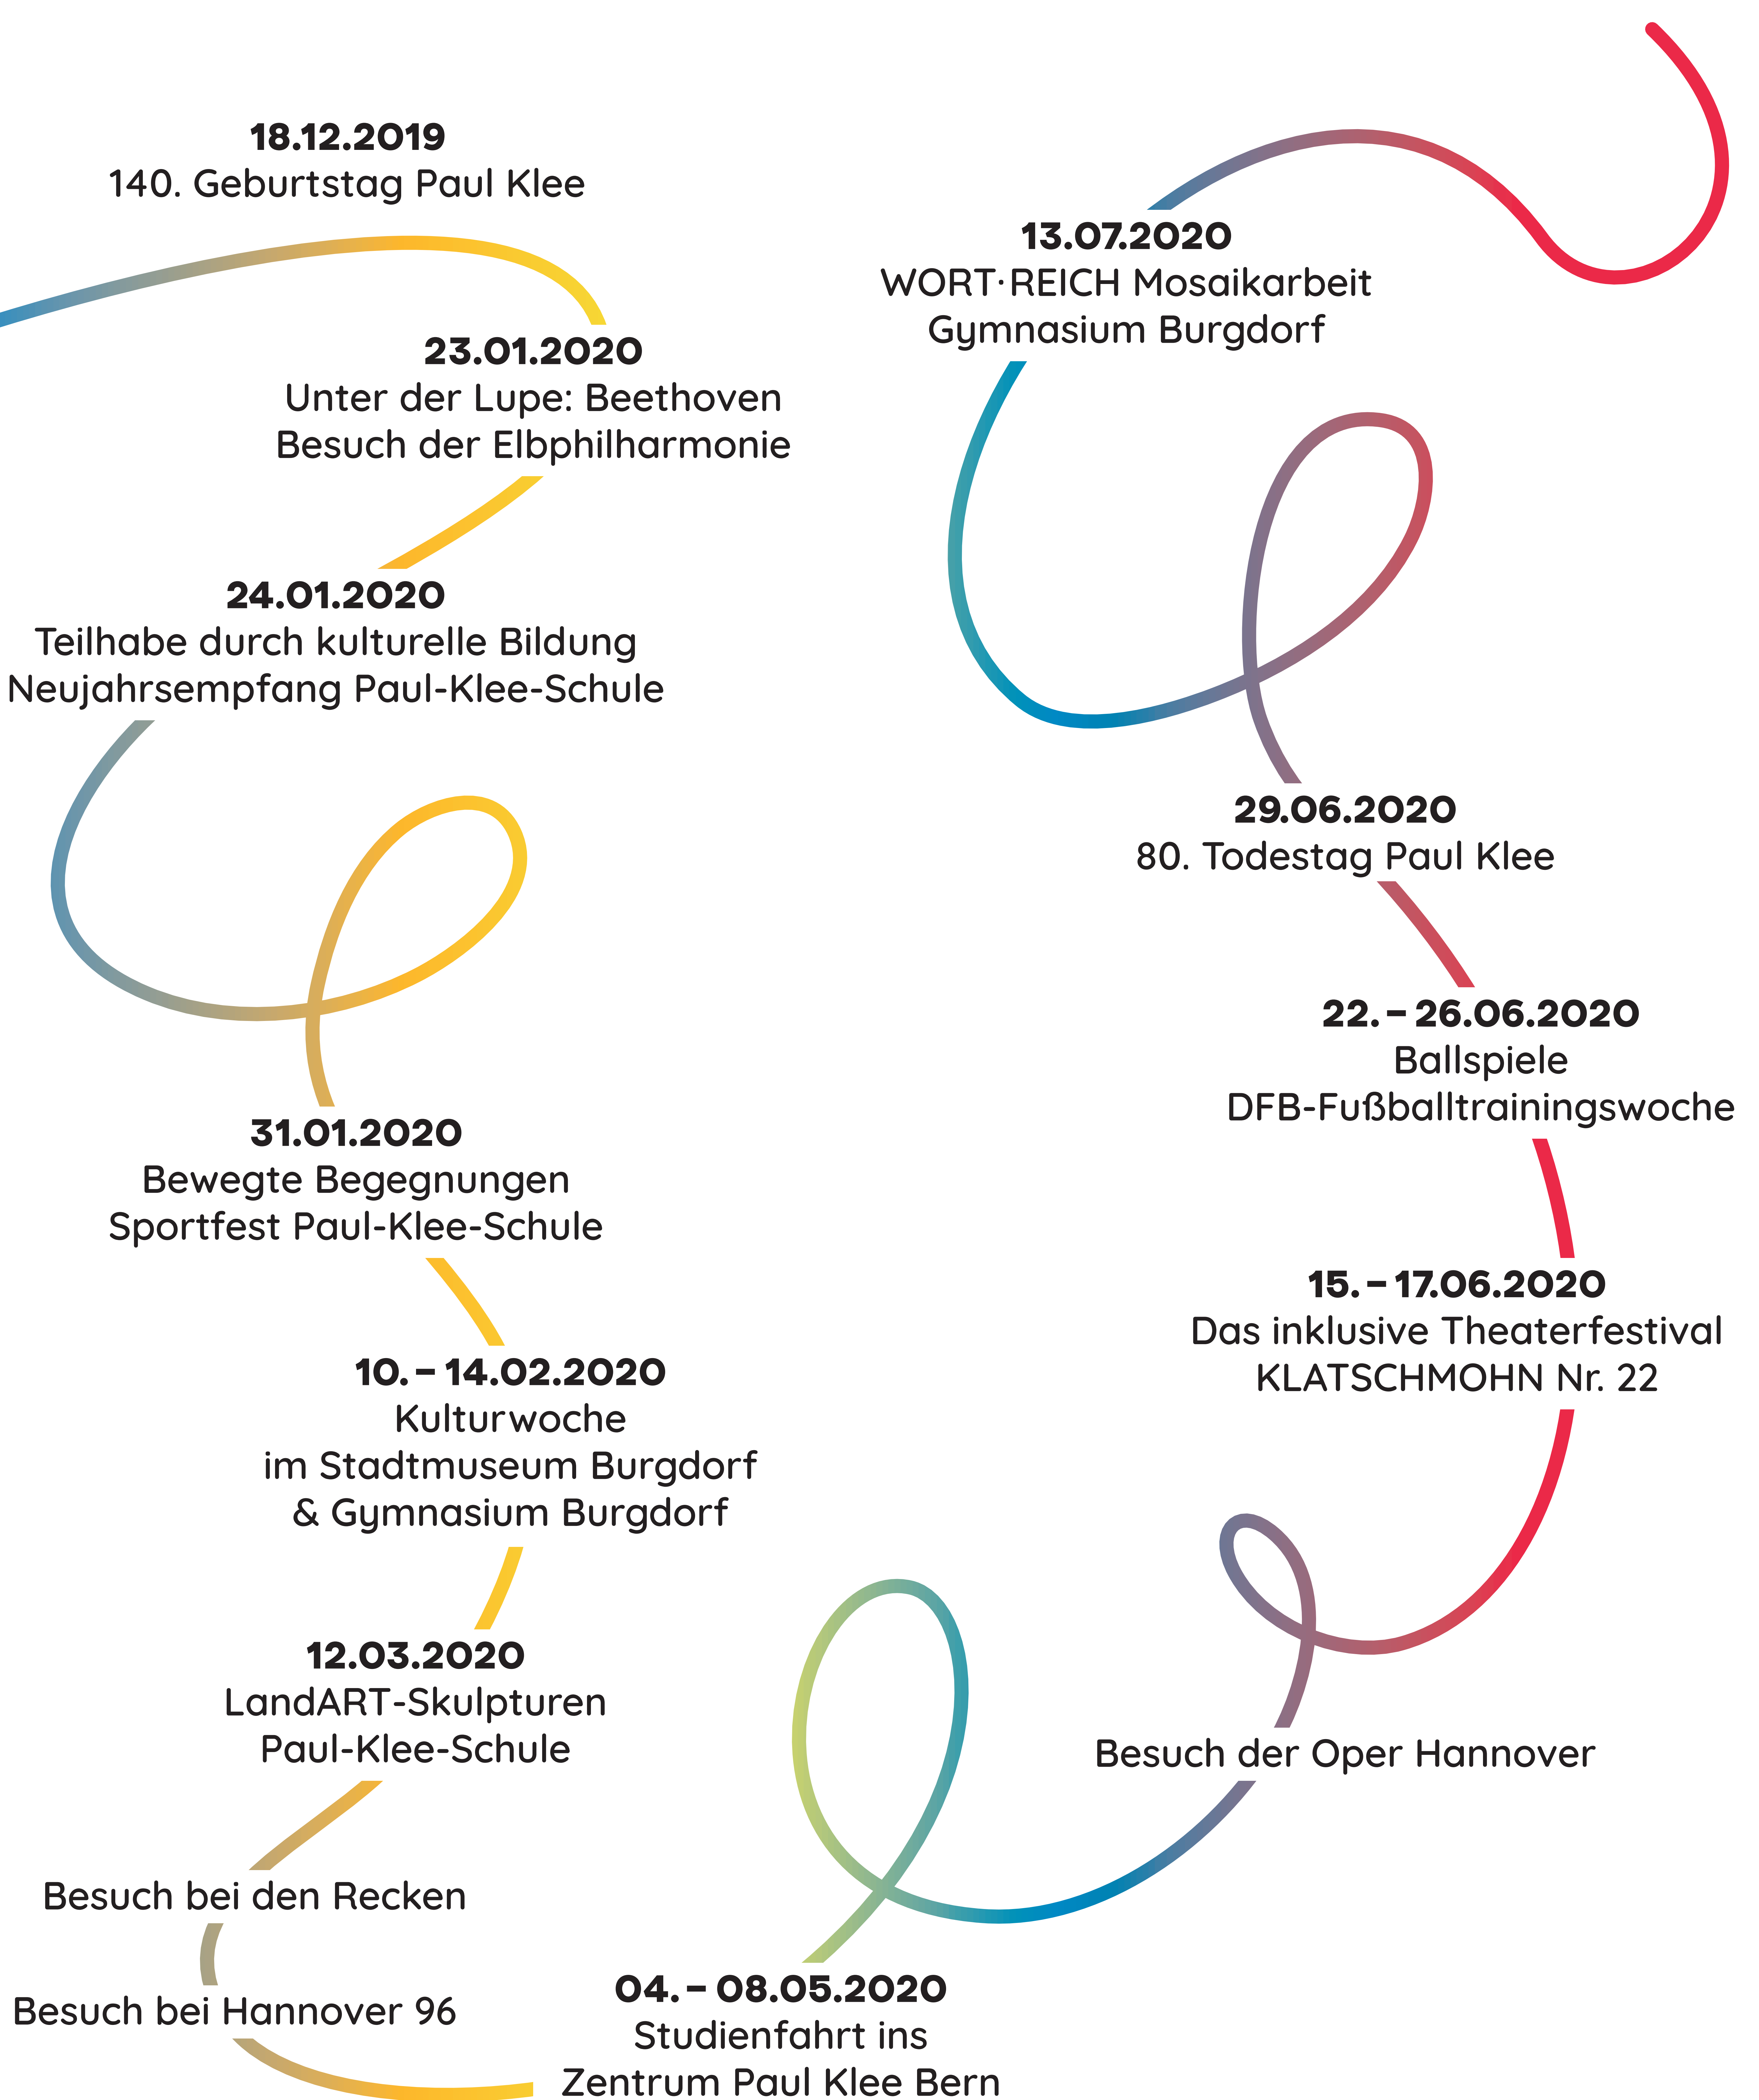 18.12.2019
140. Geburtstag Paul Klee
23.01.2020
Unter der Lupe: Beethoven
Besuch der Elbphilharmonie
24.01.2020
Teilhabe durch kulturelle Bildung
Neujahrsempfang Paul-Klee-Schule
31.01.2020
Bewegte Begegnungen
Sportfest Paul-Klee-Schule
10. – 14.02.2020
Kulturwoche
im Stadtmuseum Burgdorf
& Gymnasium Burgdorf
12.03.2020
LandART-Skulpturen
Paul-Klee-Schule
Besuch bei den Recken
Besuch bei Hannover 96
04. – 08.05.2020
Studienfahrt ins
Zentrum Paul Klee Bern
Besuch der Oper Hannover
15. – 17.06.2020
Das inklusive Theaterfestival
KLATSCHMOHN Nr. 22
22. – 26.06.2020
Ballspiele
DFB-Fußballtrainingswoche
29.06.2020
80. Todestag Paul Klee
13.07.2020
WORT·REICH Mosaikarbeit
Gymnasium Burgdorf